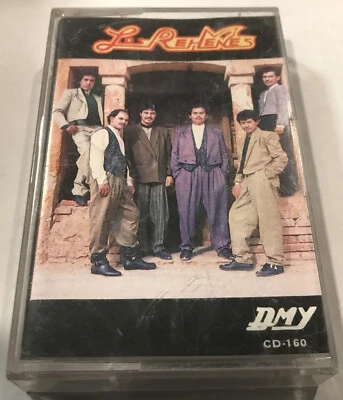 Los Rehenes
DMY
CD-160